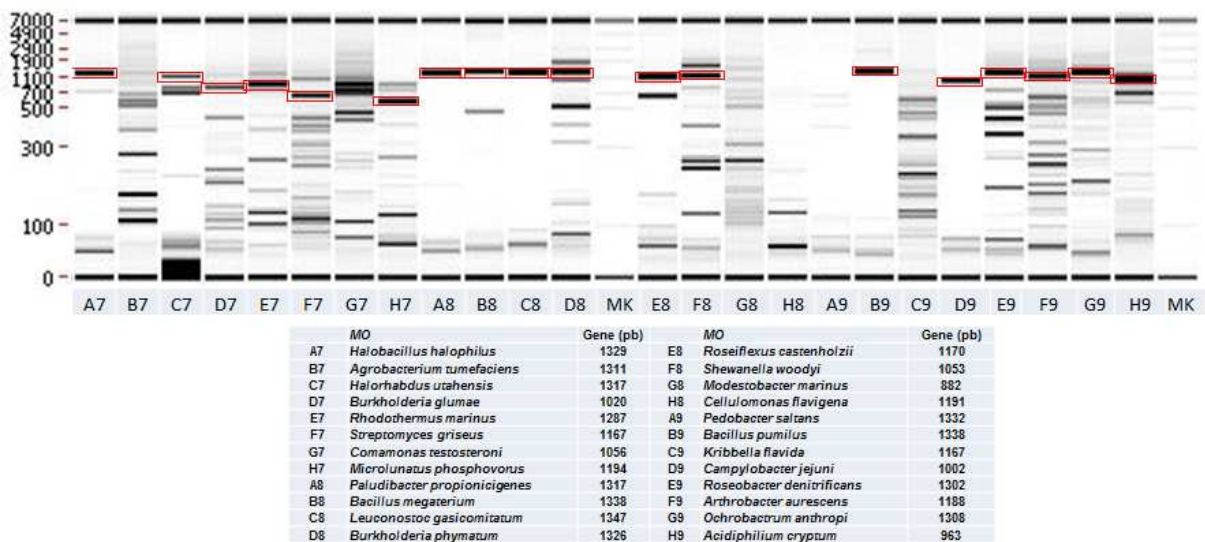 7000
4900
2900
1900
1100
700
500
300
100
0
A7 B7 C7 D7 E7 F7 G7 H7 A8 B8 C8 D8 MK E8 F8 G8 H8 A9 B9 C9 D9 E9 F9 G9 H9 MK
MO Gene (pb) MO Gene (pb)
A7 Halobacillus halophilus 1329 E8 Roseiflexus castenholzii 1170
B7 Agrobacterium tumefaciens 1311 F8 Shewanella woodyi 1053
C7 Halorhabdus utahensis 1317 G8 Modestobacter marinus 882
D7 Burkholderia glumae 1020 H8 Cellulomonas flavigena 1191
E7 Rhodothermus marinus 1287 A9 Pedobacter saltans 1332
F7 Streptomyces griseus 1167 B9 Bacillus pumilus 1338
G7 Comamonas testosteroni 1056 C9 Kribbella flavida 1167
H7 Microlunatus phosphovorus 1194 D9 Campylobacter jejuni 1002
A8 Paludibacter propionicigenes 1317 E9 Roseobacter denitrificans 1302
B8 Bacillus megaterium 1338 F9 Arthrobacter aurescens 1188
C8 Leuconostoc gasicomitatum 1347 G9 Ochrobactrum anthropi 1308
D8 Burkholderia phymatum 1326 H9 Acidiphilium cryptum 963